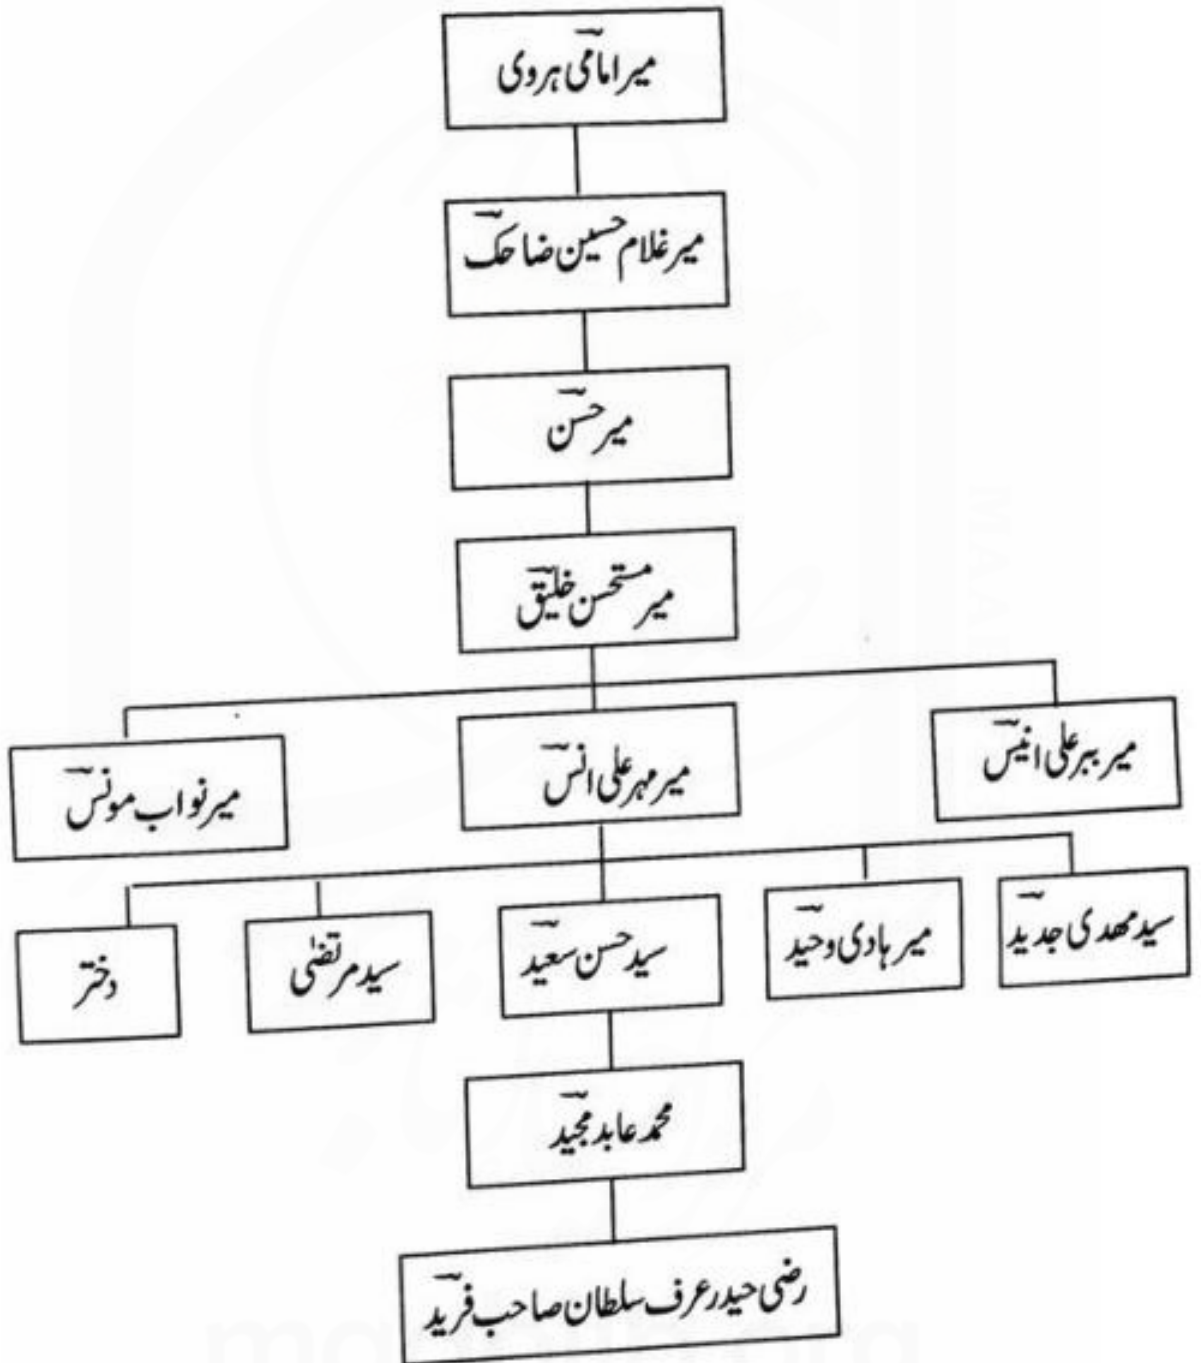 میر امامی ہروی
میر غلام حسین ضاحک
میر حسن
میر مستحسن خلیق
میر ببر علی انیس
میر مہر علی انس
میر نواب مونس
سید مھدی جدید
میر ہادی وحید
سید حسن سعید
سید مرتضیٰ
دختر
محمد عابد مجید
رضی حیدر عرف سلطان صاحب فرید